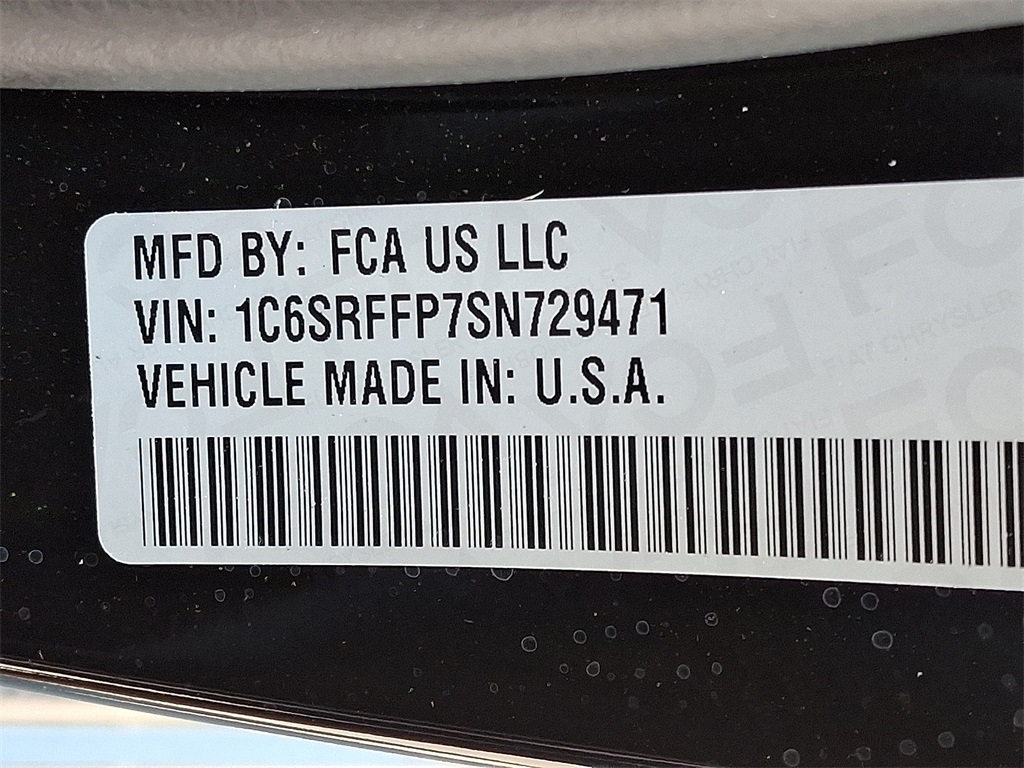 MFD BY: FCA US LLC
VIN: 1C6SRFFP7SN729471
VEHICLE MADE IN: U.S.A.